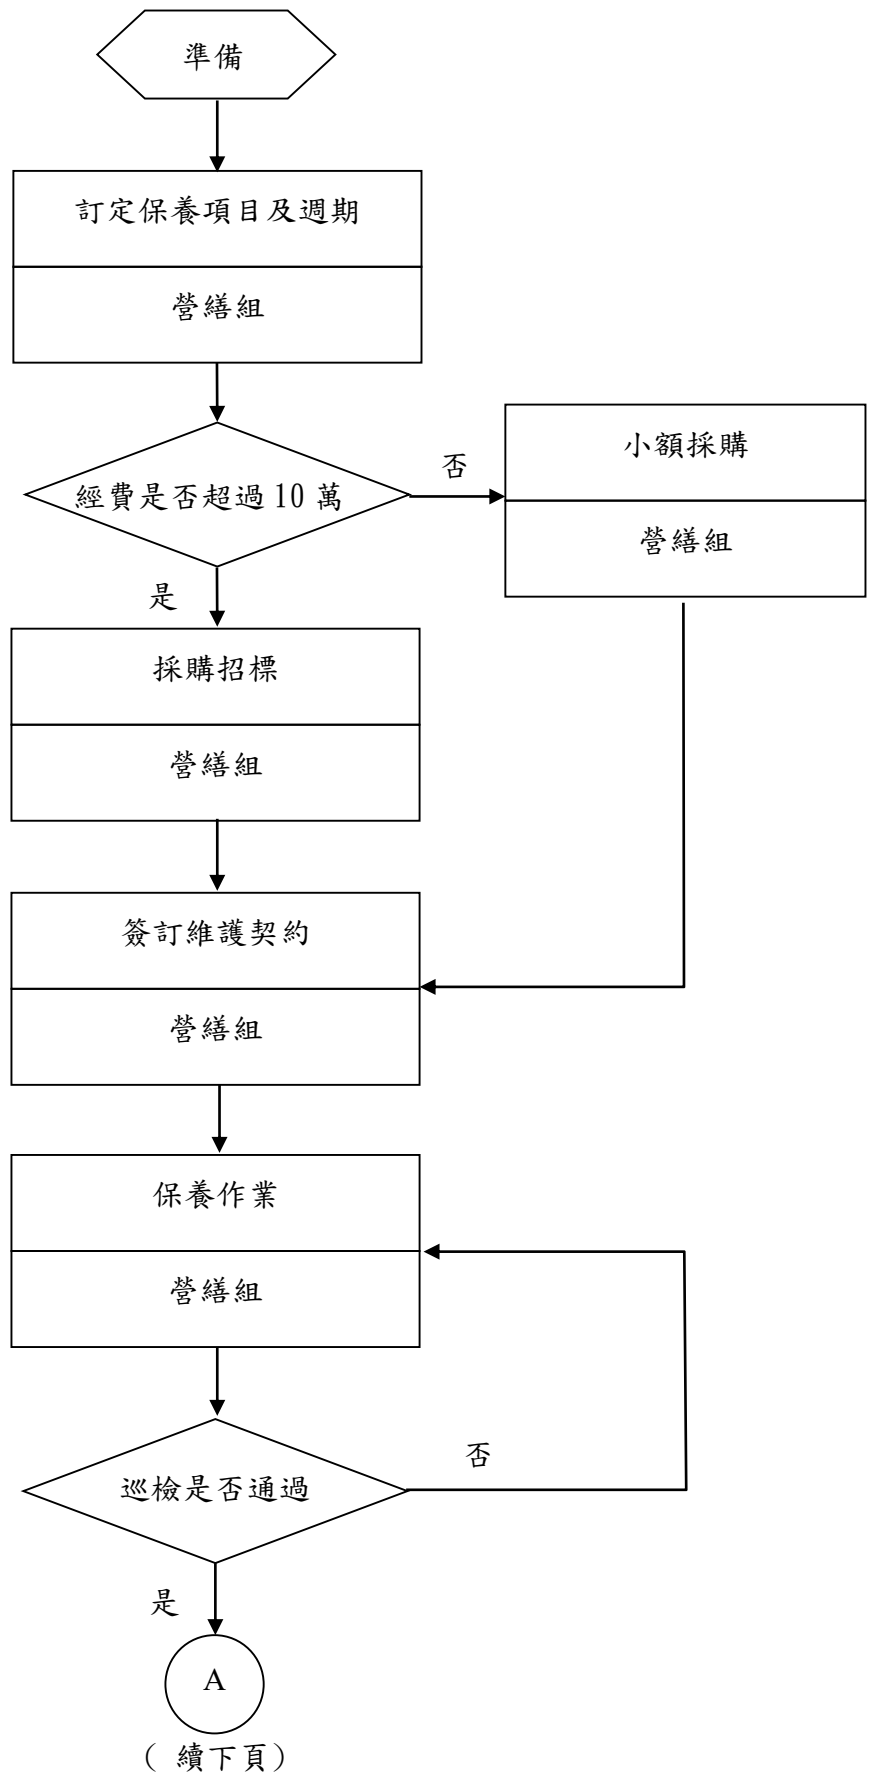 準備
訂定保養項目及週期
營繕組
經費是否超過 10 萬
否
小額採購
營繕組
是
採購招標
營繕組
簽訂維護契約
營繕組
保養作業
營繕組
巡檢是否通過
否
是
A
( 續下頁)